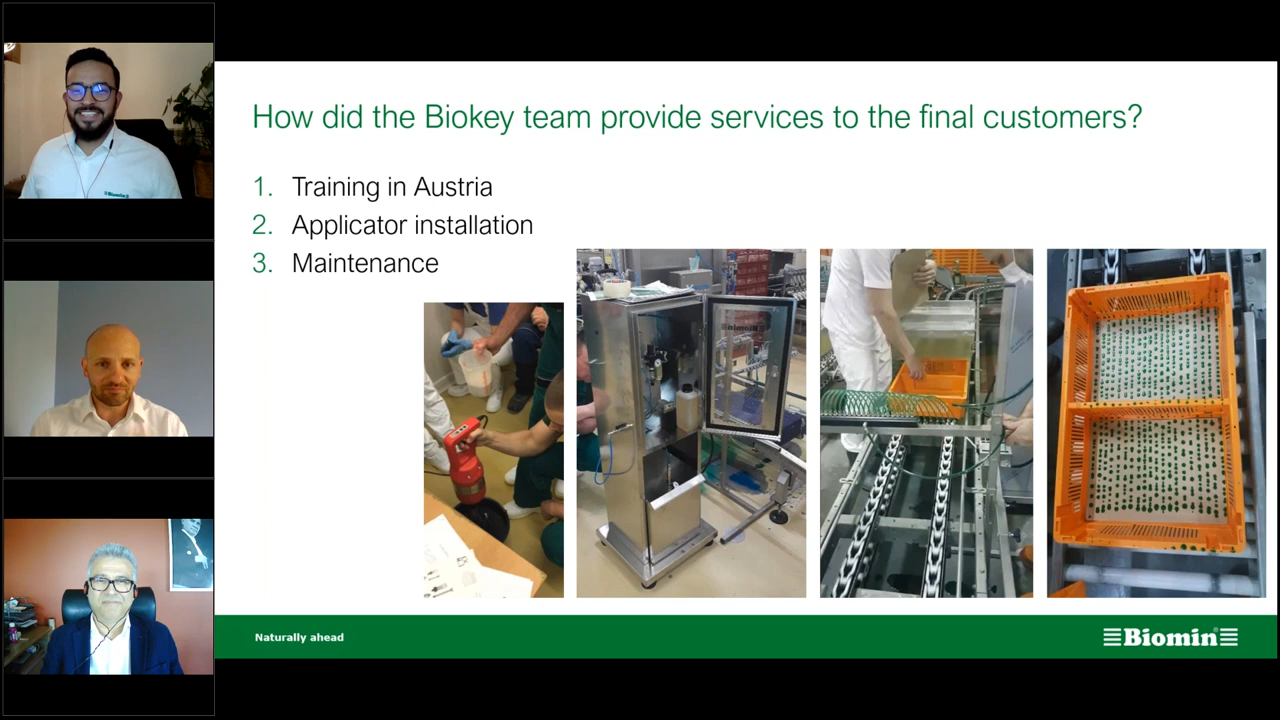 How did the Biokey team provide services to the final customers?
1. Training in Austria
2. Applicator installation
3. Maintenance
Naturally ahead
Biomin®